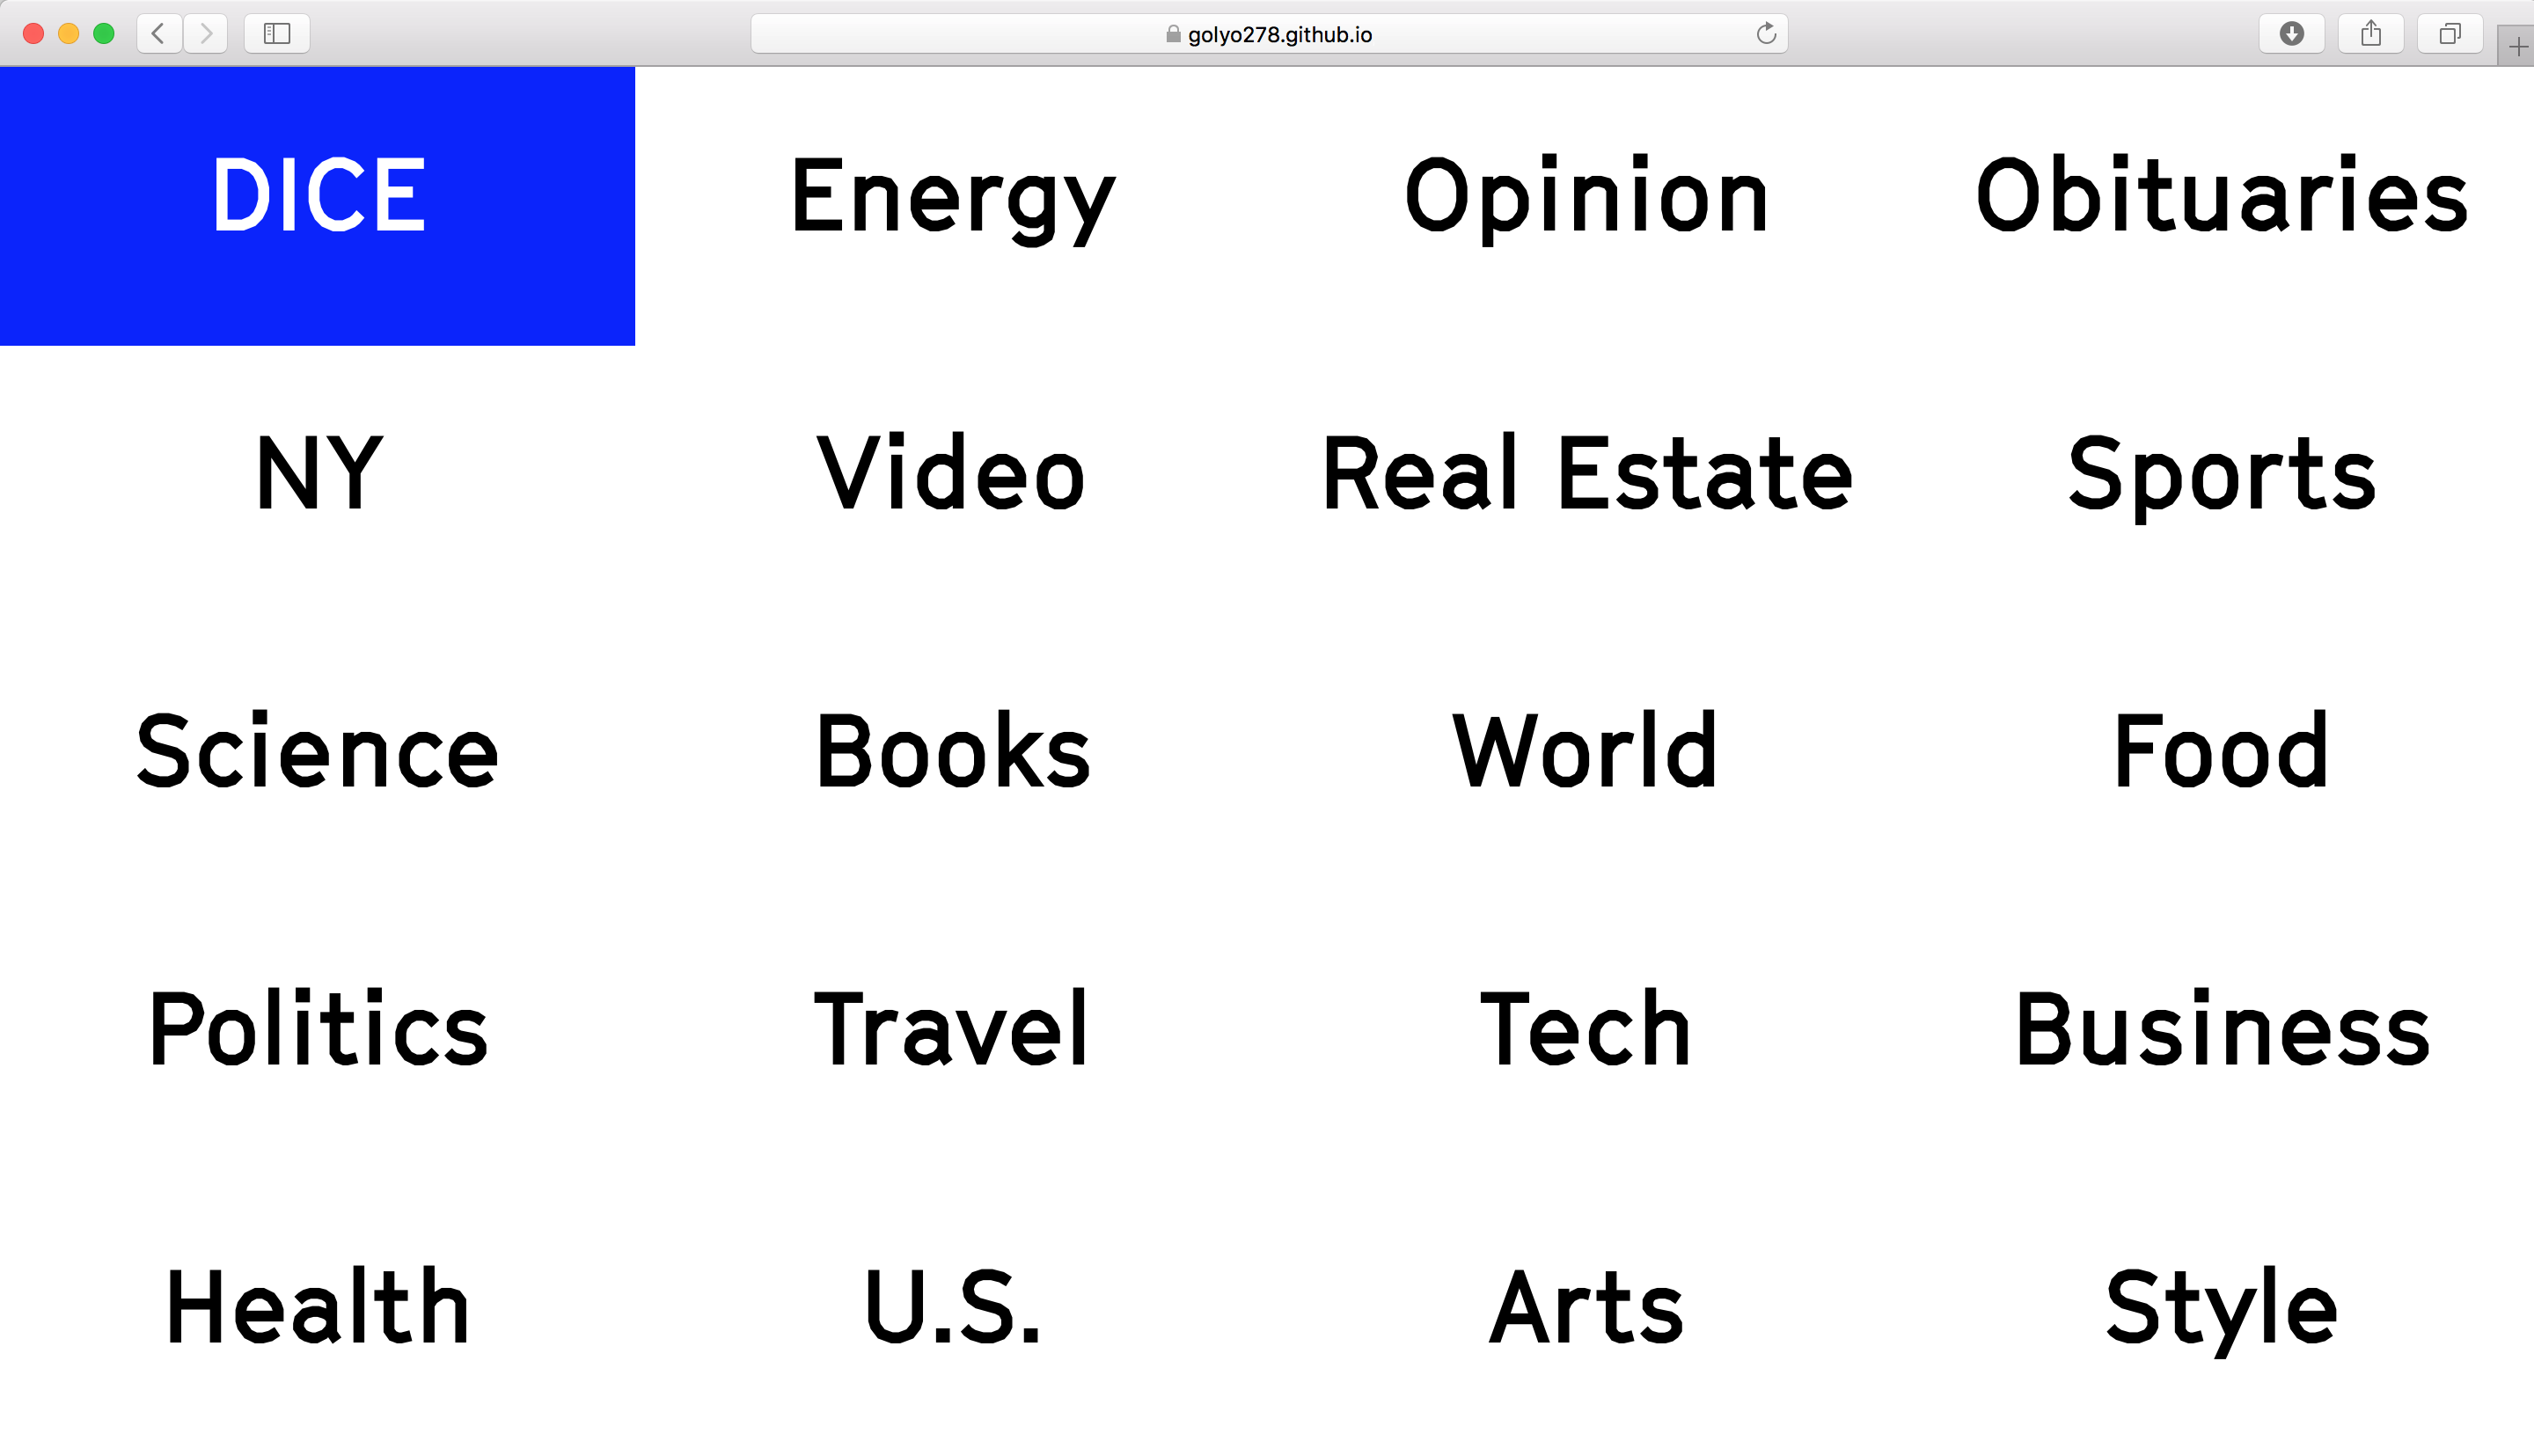 golyo278.github.io
DICE Energy Opinion Obituaries
NY Video Real Estate Sports
Science Books World Food
Politics Travel Tech Business
Health U.S. Arts Style